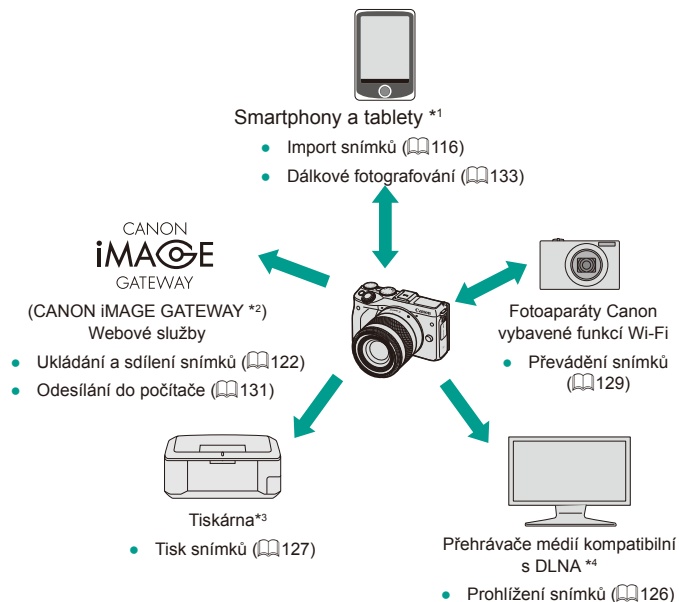 Smartphony a tablety *1
● Import snímků (116)
● Dálkové fotografování (133)
CANON
iMAGE
GATEWAY
(CANON iMAGE GATEWAY *2)
Webové služby
● Ukládání a sdílení snímků (122)
● Odesílání do počítače (131)
Canon
Fotoaparáty Canon
vybavené funkcí Wi-Fi
● Převádění snímků
(129)
Tiskárna*3
● Tisk snímků (127)
Přehrávače médií kompatibilní
s DLNA *4
● Prohlížení snímků (126)